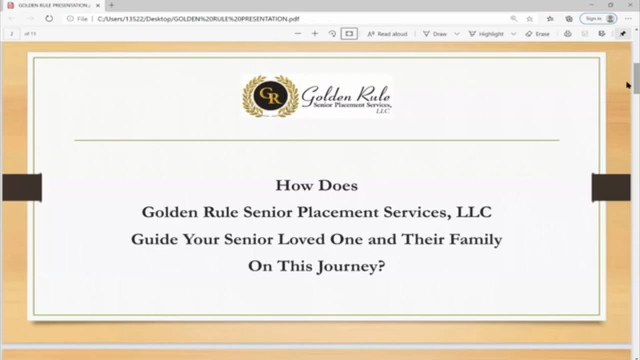 GOLDEN RULE PRESENTATION.p
File
C:/Users/13522/Desktop/GOLDEN%20RULE%20PRESENTATION.pdf
Sign in
2
of 11
Read aloud
Draw
Highlight
Erase
GR
Golden Rule
Senior Placement Services,
LLC
How Does
Golden Rule Senior Placement Services, LLC
Guide Your Senior Loved One and Their Family
On This Journey?